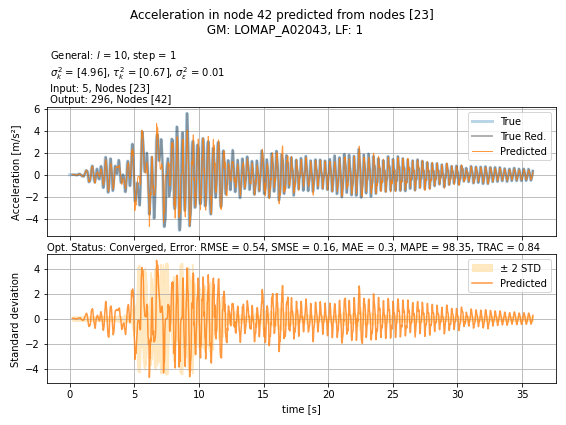 Acceleration in node 42 predicted from nodes [23]
GM: LOMAP_A02043, LF: 1
General: l = 10, step = 1
σ_k² = [4.96], τ_k² = [0.67], σ_ε² = 0.01
Input: 5, Nodes [23]
Output: 296, Nodes [42]
Acceleration [m/s²]
6
4
2
0
−2
−4
True
True Red.
Predicted
Opt. Status: Converged, Error: RMSE = 0.54, SMSE = 0.16, MAE = 0.3, MAPE = 98.35, TRAC = 0.84
Standard deviation
4
2
0
−2
−4
± 2 STD
Predicted
0 5 10 15 20 25 30 35
time [s]